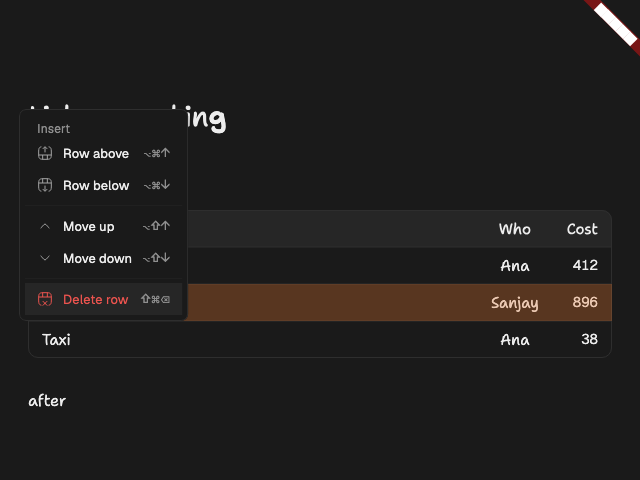 Insert
Row above ⌥⌘↑
Row below ⌥⌘↓
Move up ⌥⇧↑
Move down ⌥⇧↓
Delete row ⇧⌘⌫
Who Cost
Ana 412
Sanjay 896
Taxi Ana 38
after